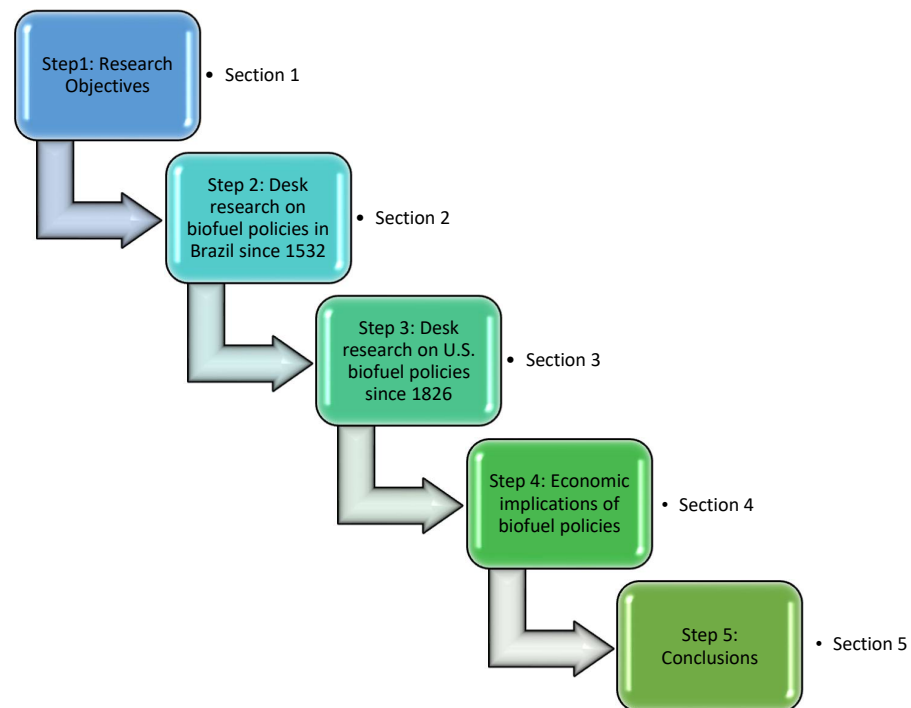 Step1: Research
Objectives
• Section 1
Step 2: Desk
research on
biofuel policies in
Brazil since 1532
• Section 2
Step 3: Desk
research on U.S.
biofuel policies
since 1826
• Section 3
Step 4: Economic
implications of
biofuel policies
• Section 4
Step 5:
Conclusions
• Section 5